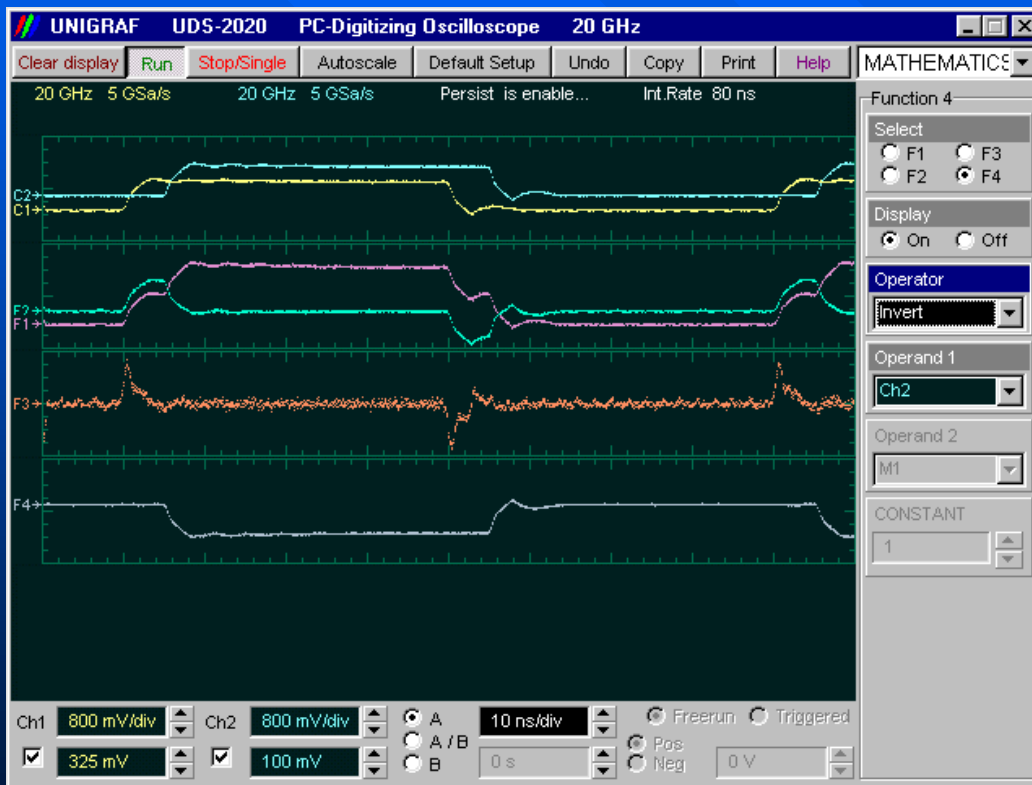 UNIGRAF UDS-2020 PC-Digitizing Oscilloscope 20 GHz
Clear display Run Stop/Single Autoscale Default Setup Undo Copy Print Help MATHEMATICS
20 GHz 5 GSa/s 20 GHz 5 GSa/s Persist is enable... Int.Rate 80 ns
Function 4
Select
F1 F3
F2 F4
Display
On Off
Operator
Invert
Operand 1
Ch2
Operand 2
M1
CONSTANT
1
C2
C1
F2
F1
F3
F4
Ch1 800 mV/div Ch2 800 mV/div A 10 ns/div Freerun Triggered
A / B Pos
325 mV 100 mV B 0 s Neg 0 V